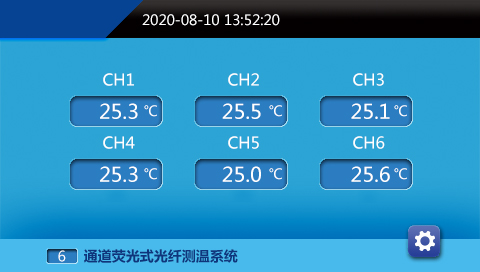 2020-08-10 13:52:20
CH1 CH2 CH3
25.3 ℃ 25.5 ℃ 25.1 ℃
CH4 CH5 CH6
25.3 ℃ 25.0 ℃ 25.6 ℃
6 通道荧光式光纤测温系统